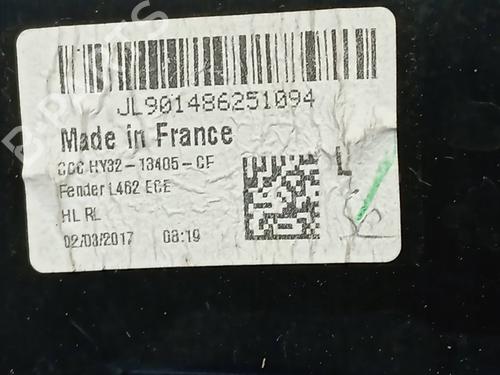 JL901486251094
Made in France
CCC HY32-13405-CF
Fender L462 ECE
HL RL
L
02/03/2017 08:19